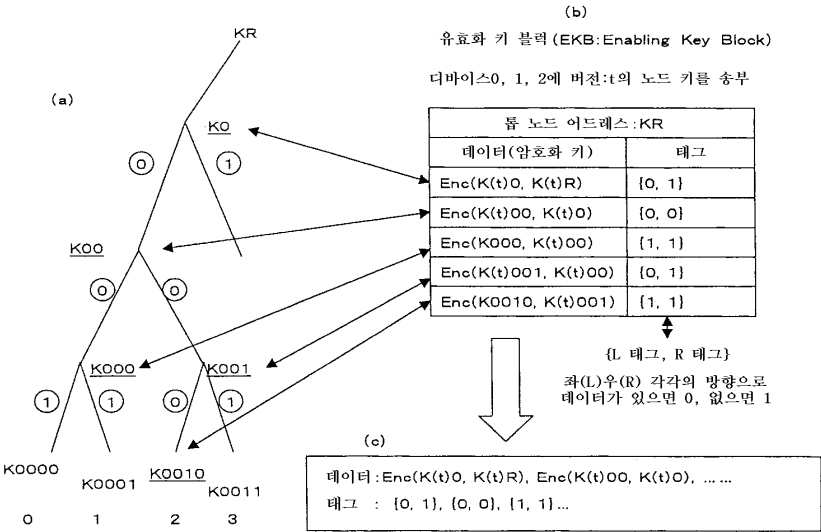 (b)
유효화 키 블럭(EKB:Enabling Key Block)
디바이스0, 1, 2에 버전:t의 노드 키를 송부
(a)
KR
K0
0
1
K00
0
0
K000
K001
1
1
0
1
K0000
K0001
K0010
K0011
0
1
2
3
톱 노드 어드레스:KR
데이터(암호화 키)
태그
Enc(K(t)0, K(t)R)
{0, 1}
Enc(K(t)00, K(t)0)
{0, 0}
Enc(K000, K(t)00)
{1, 1}
Enc(K(t)001, K(t)00)
{0, 1}
Enc(K0010, K(t)001)
{1, 1}
{L 태그, R 태그}
좌(L)우(R) 각각의 방향으로
데이터가 있으면 0, 없으면 1
(c)
데이터:Enc(K(t)0, K(t)R), Enc(K(t)00, K(t)0), ... ...
태그 : {0, 1}, {0, 0}, {1, 1}...